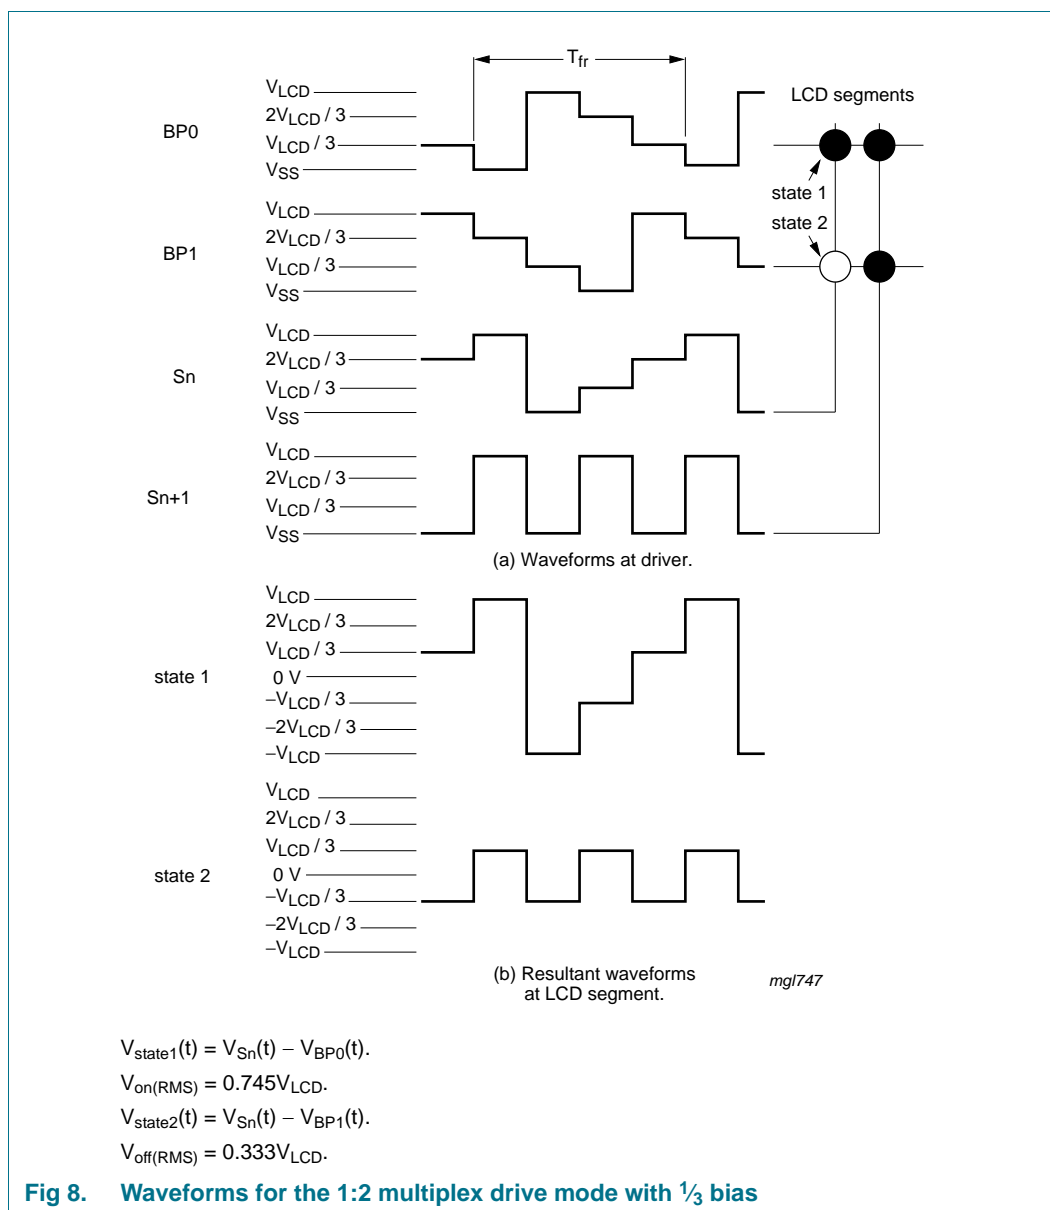 T_fr
V_LCD
2V_LCD / 3
V_LCD / 3
V_SS
BP0
LCD segments
state 1
state 2
V_LCD
2V_LCD / 3
V_LCD / 3
V_SS
BP1
V_LCD
2V_LCD / 3
V_LCD / 3
V_SS
Sn
V_LCD
2V_LCD / 3
V_LCD / 3
V_SS
Sn+1
(a) Waveforms at driver.
V_LCD
2V_LCD / 3
V_LCD / 3
0 V
−V_LCD / 3
−2V_LCD / 3
−V_LCD
state 1
V_LCD
2V_LCD / 3
V_LCD / 3
0 V
−V_LCD / 3
−2V_LCD / 3
−V_LCD
state 2
(b) Resultant waveforms
at LCD segment.
mgl747
V_state1(t) = V_Sn(t) − V_BP0(t).
V_on(RMS) = 0.745V_LCD.
V_state2(t) = V_Sn(t) − V_BP1(t).
V_off(RMS) = 0.333V_LCD.
Fig 8. Waveforms for the 1:2 multiplex drive mode with 1⁄3 bias